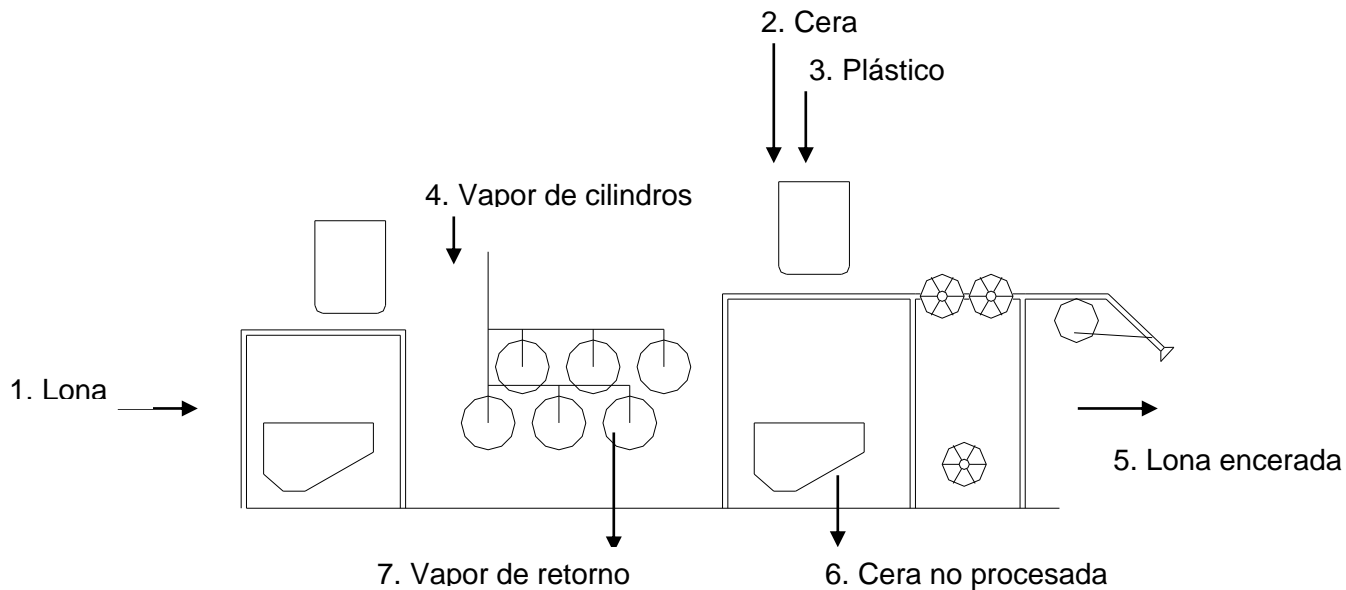 2. Cera
3. Plástico
4. Vapor de cilindros
1. Lona
5. Lona encerada
7. Vapor de retorno
6. Cera no procesada